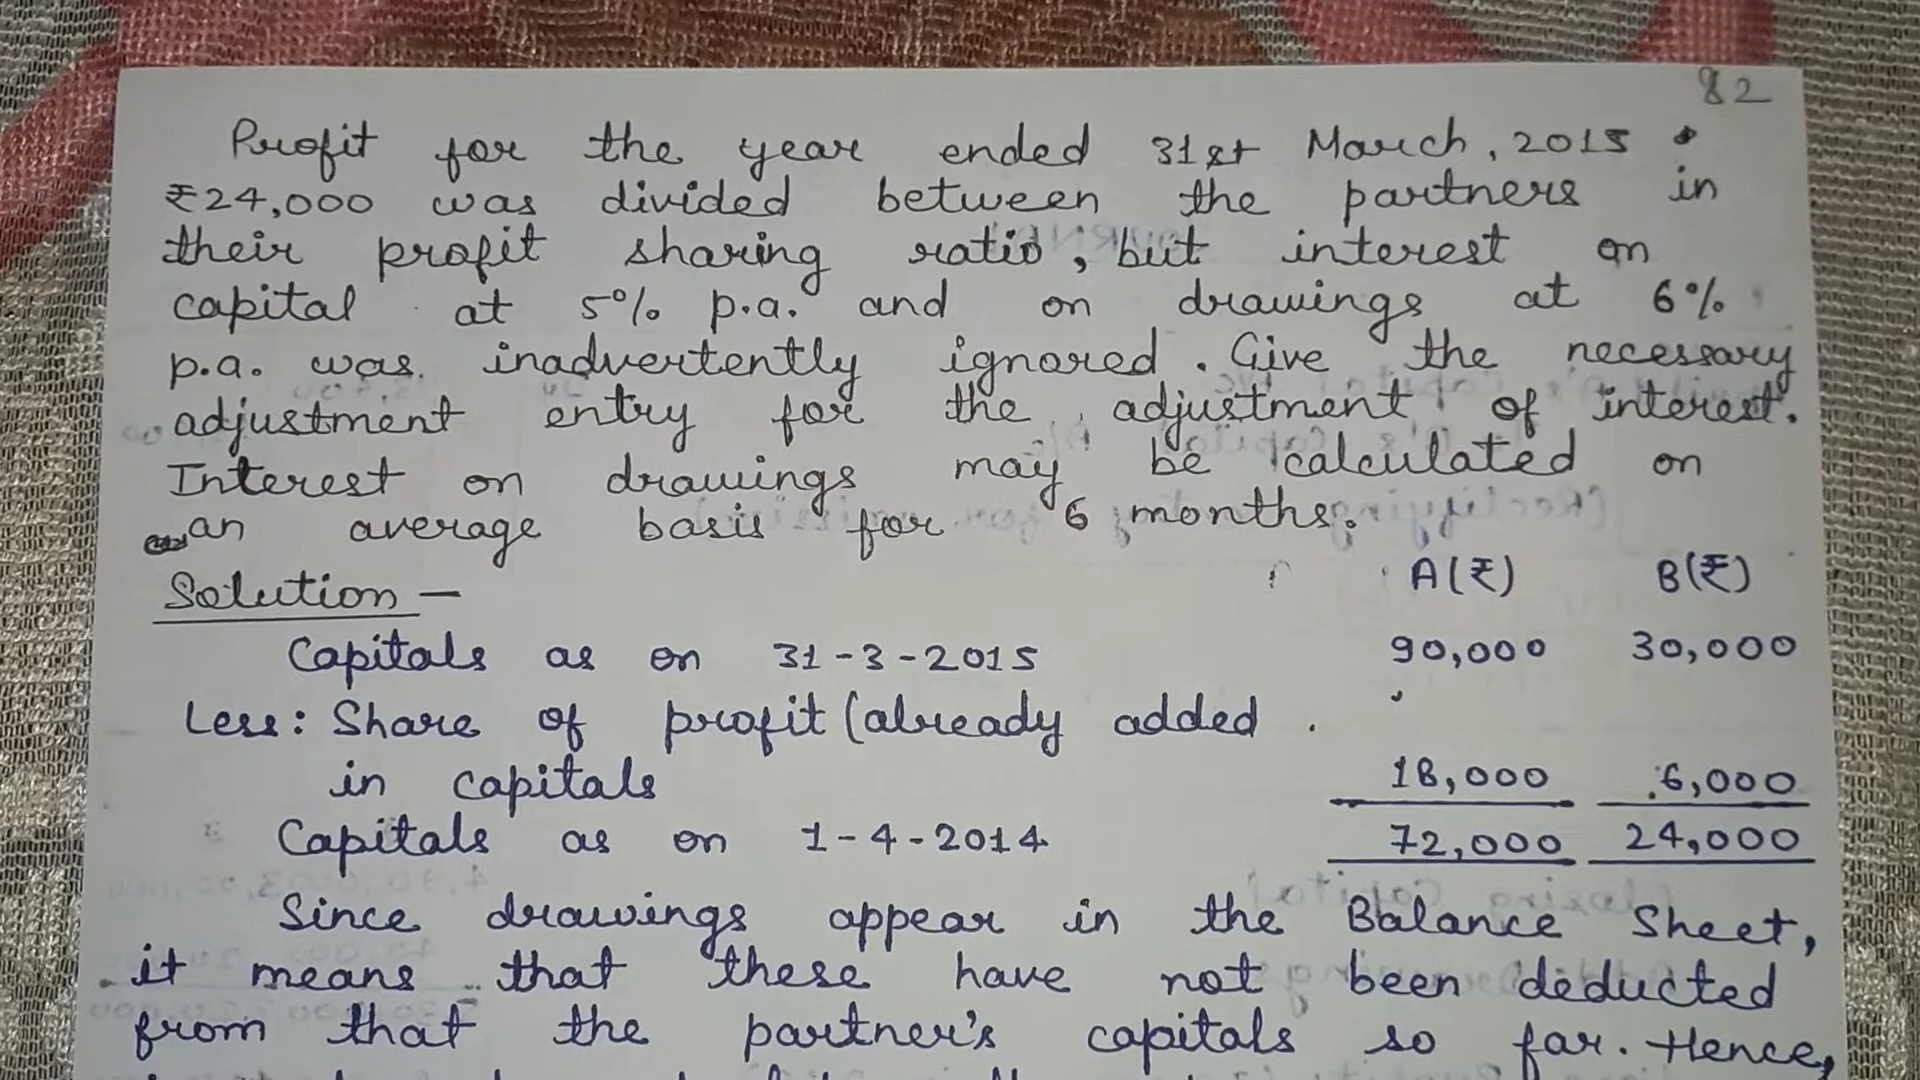 82
Profit for the year ended 31st March, 2015
₹24,000 was divided between the partners in
their profit sharing ratio, but interest on
capital at 5% p.a. and on drawings at 6%
p.a. was inadvertently ignored. Give the necessary
adjustment entry for the adjustment of interest.
Interest on drawings may be calculated on
an average basis for 6 months.
A(₹) B(₹)
Solution -
Capitals as on 31-3-2015 90,000 30,000
Less: Share of profit (already added
in capitals 18,000 6,000
Capitals as on 1-4-2014 72,000 24,000
Since drawings appear in the Balance Sheet,
it means that these have not been deducted
from that the partner's capitals so far. Hence,